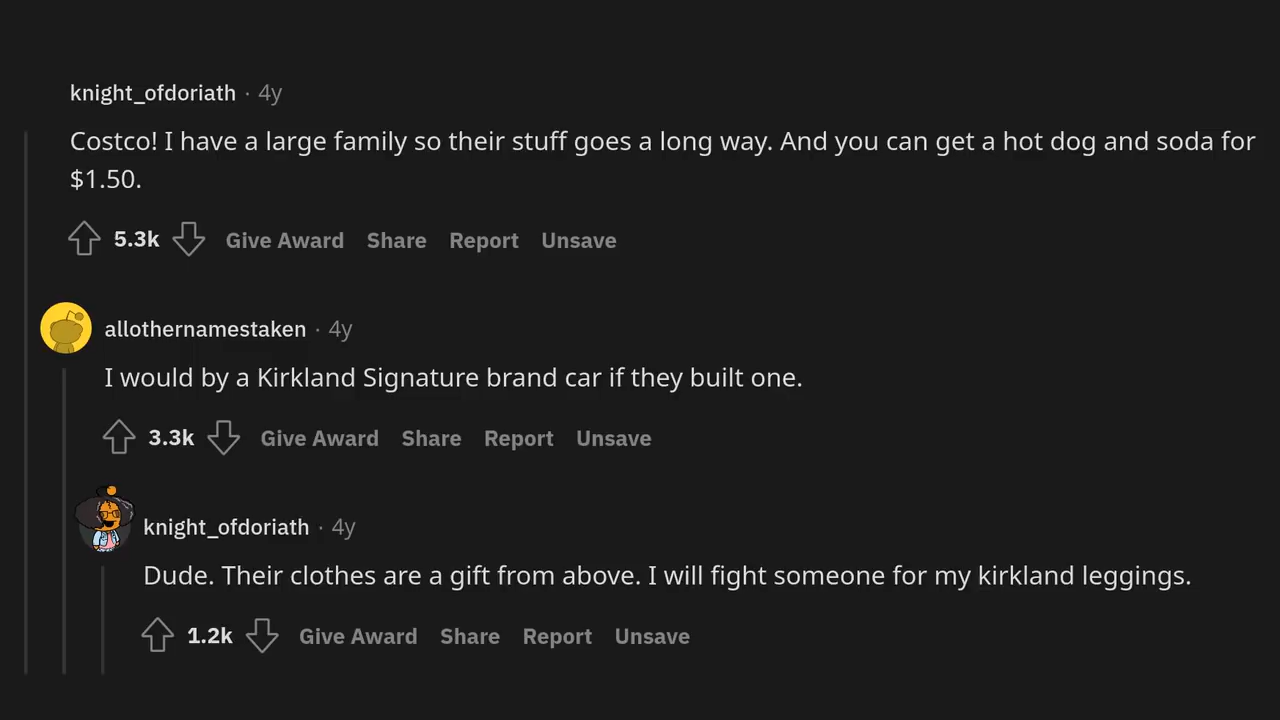 knight_ofdoriath · 4y
Costco! I have a large family so their stuff goes a long way. And you can get a hot dog and soda for
$1.50.
5.3k Give Award Share Report Unsave
allothernamestaken · 4y
I would by a Kirkland Signature brand car if they built one.
3.3k Give Award Share Report Unsave
knight_ofdoriath · 4y
Dude. Their clothes are a gift from above. I will fight someone for my kirkland leggings.
1.2k Give Award Share Report Unsave